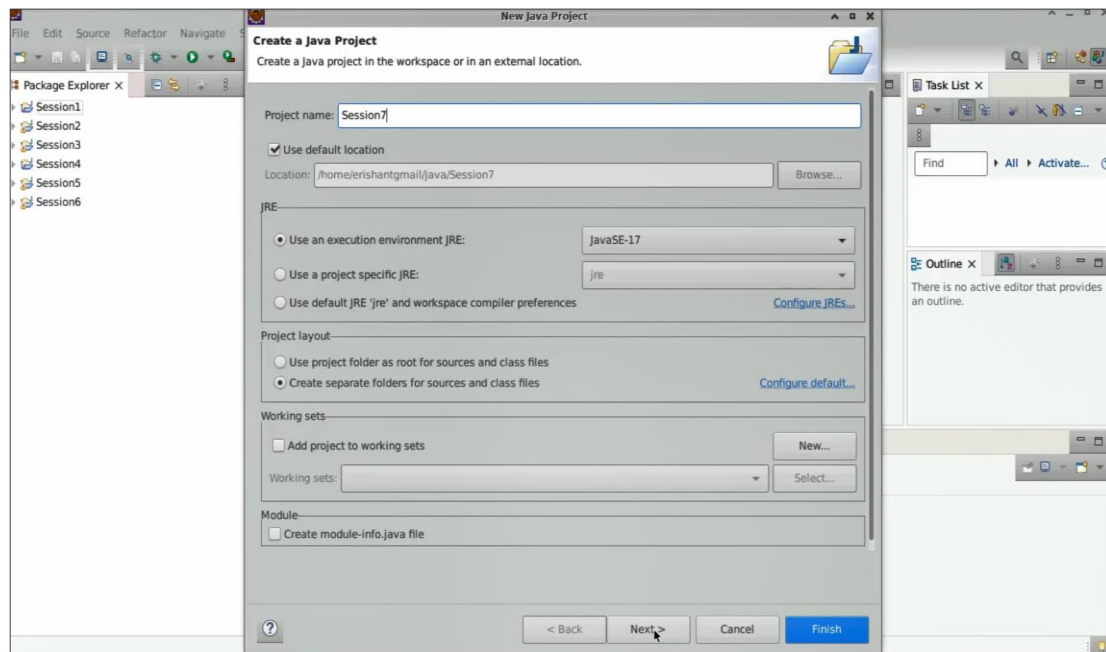 New Java Project
File Edit Source Refactor Navigate
Create a Java Project
Create a Java project in the workspace or in an external location.
Package Explorer
Session1
Session2
Session3
Session4
Session5
Session6
Project name: Session7
Use default location
Location: /home/erishantgmail/java/Session7 Browse...
JRE
Use an execution environment JRE: JavaSE-17
Use a project specific JRE: jre
Use default JRE 'jre' and workspace compiler preferences Configure JREs...
Project layout
Use project folder as root for sources and class files
Create separate folders for sources and class files Configure default...
Working sets
Add project to working sets New...
Working sets: Select...
Module
Create module-info.java file
? < Back Next > Cancel Finish
Task List
Find All Activate...
Outline
There is no active editor that provides
an outline.